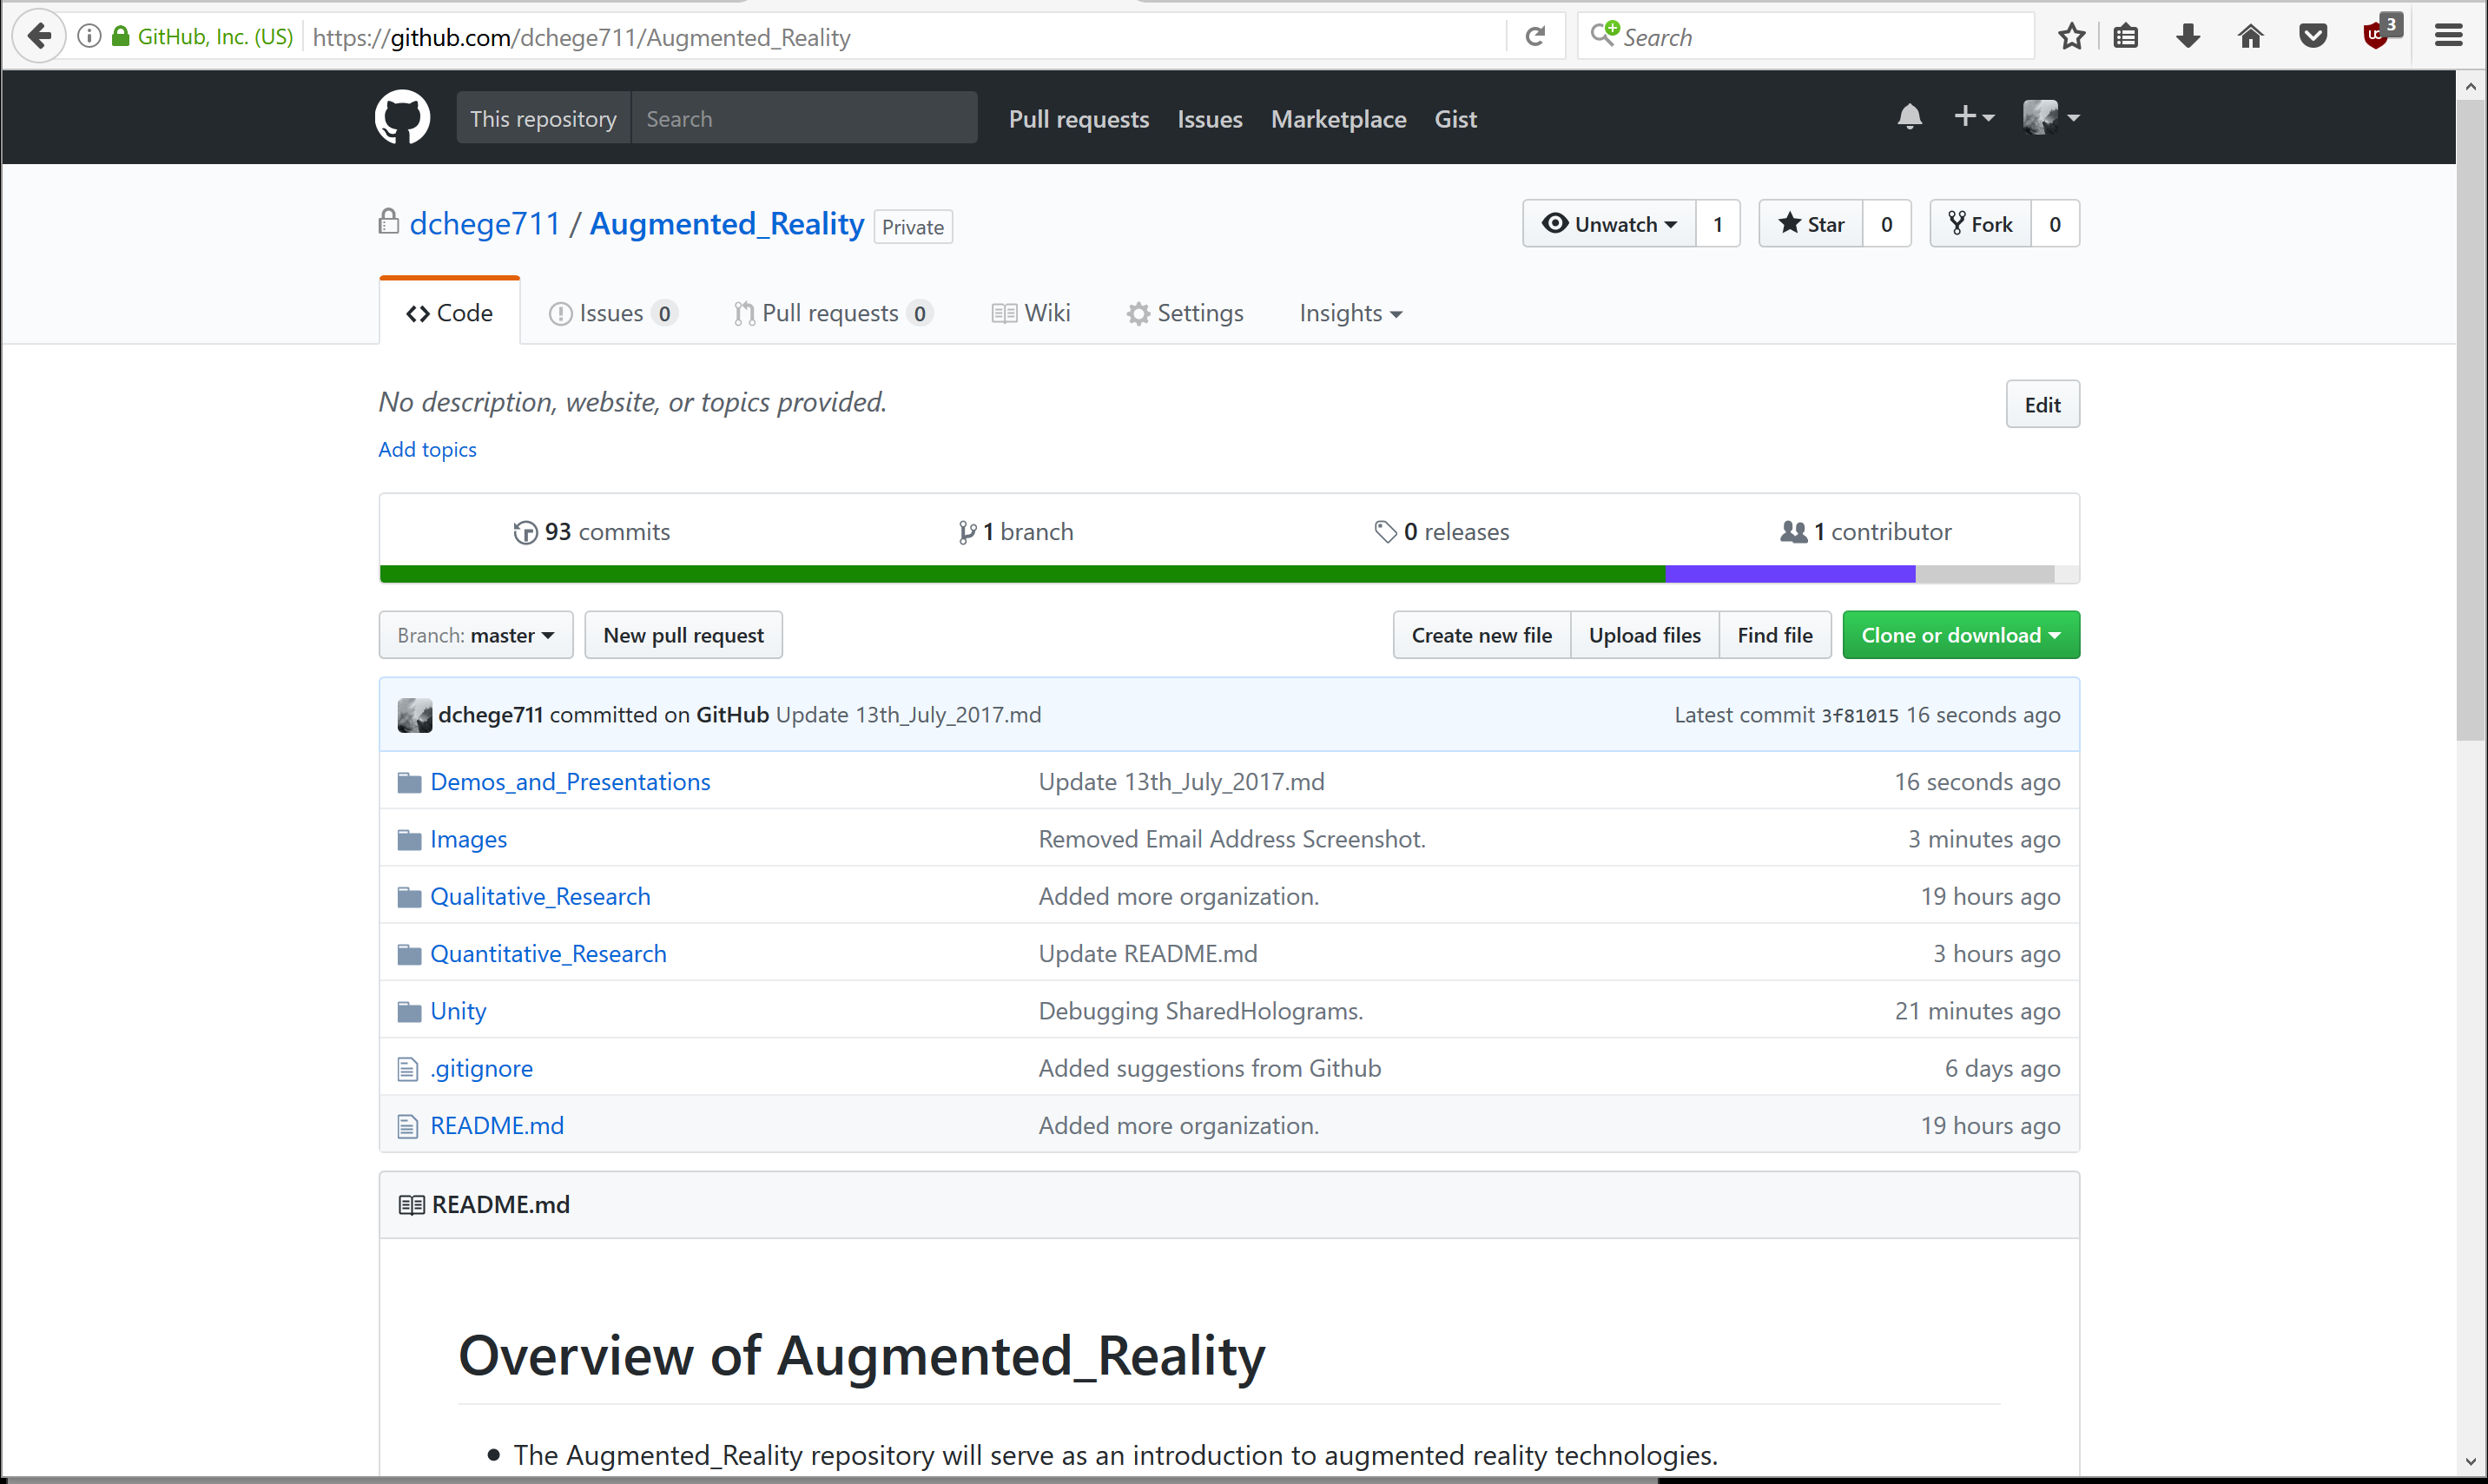 GitHub, Inc. (US) https://github.com/dchege711/Augmented_Reality Search 3
This repository Search Pull requests Issues Marketplace Gist
dchege711 / Augmented_Reality Private Unwatch 1 Star 0 Fork 0
Code Issues 0 Pull requests 0 Wiki Settings Insights
No description, website, or topics provided. Edit
Add topics
93 commits 1 branch 0 releases 1 contributor
Branch: master New pull request Create new file Upload files Find file Clone or download
dchege711 committed on GitHub Update 13th_July_2017.md Latest commit 3f81015 16 seconds ago
Demos_and_Presentations Update 13th_July_2017.md 16 seconds ago
Images Removed Email Address Screenshot. 3 minutes ago
Qualitative_Research Added more organization. 19 hours ago
Quantitative_Research Update README.md 3 hours ago
Unity Debugging SharedHolograms. 21 minutes ago
.gitignore Added suggestions from Github 6 days ago
README.md Added more organization. 19 hours ago
README.md
Overview of Augmented_Reality
• The Augmented_Reality repository will serve as an introduction to augmented reality technologies.